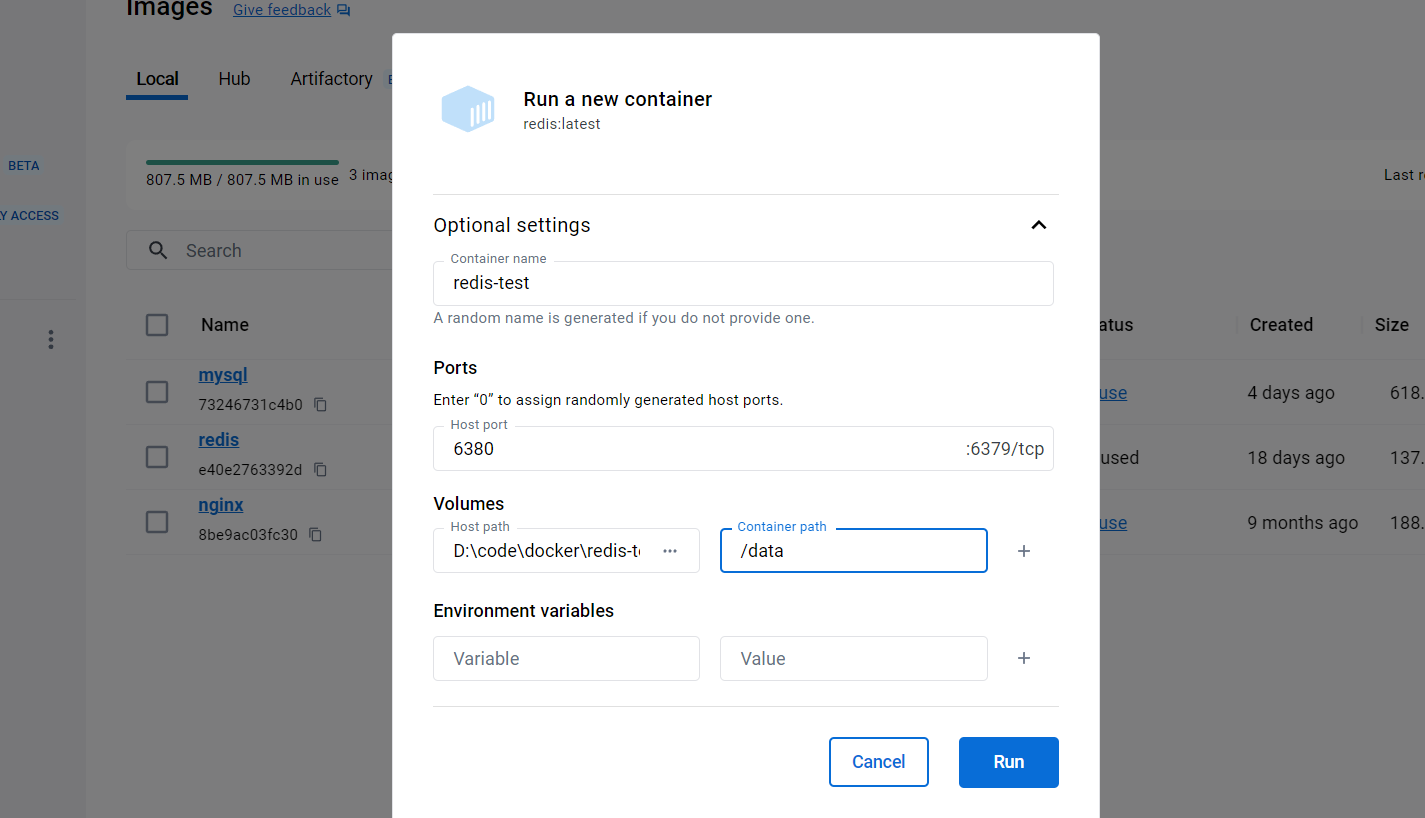 Images Give feedback
Local Hub Artifactory
BETA
807.5 MB / 807.5 MB in use
Last
ACCESS
Search
Name
Created
Size
mysql
73246731c4b0
use
4 days ago
618.
redis
e40e2763392d
used
18 days ago
137.
nginx
8be9ac03fc30
use
9 months ago
188.
Run a new container
redis:latest
Optional settings
Container name
redis-test
A random name is generated if you do not provide one.
Ports
Enter “0” to assign randomly generated host ports.
Host port
6380 :6379/tcp
Volumes
Host path
D:\code\docker\redis-t
Container path
/data
Environment variables
Variable
Value
Cancel
Run